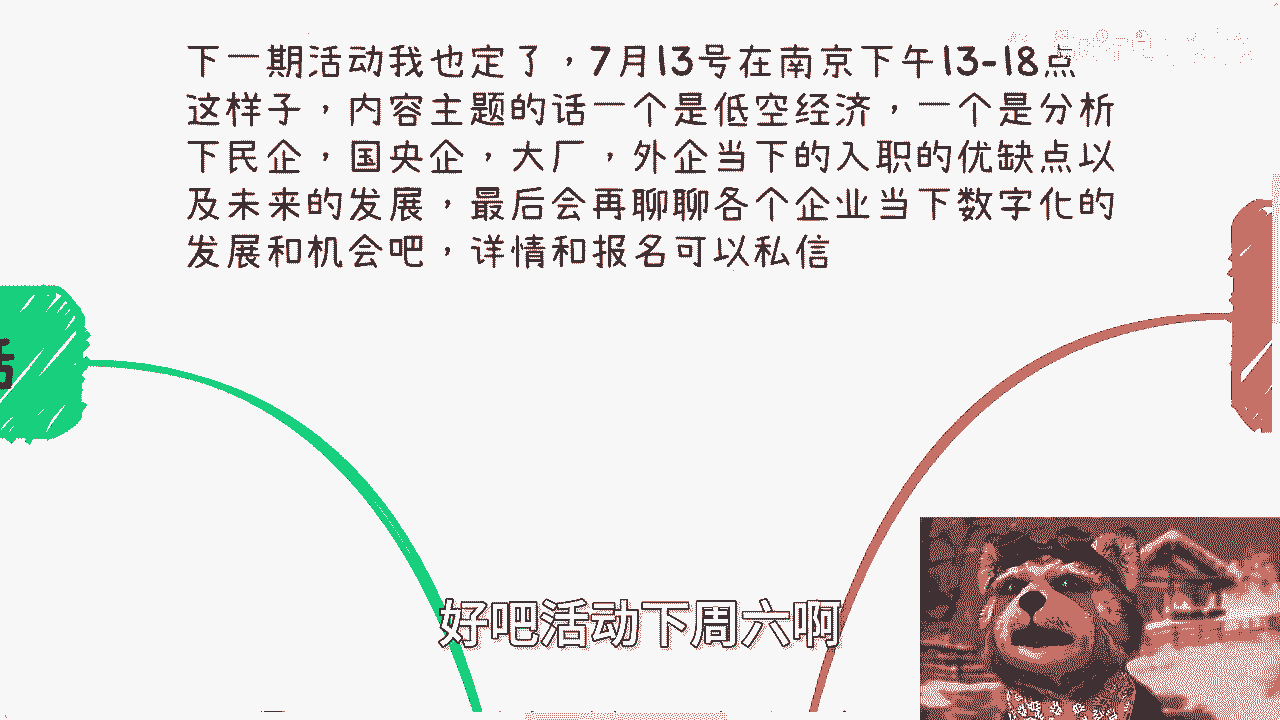 下一期活动我也定了，7月13号在南京下午13-18点
这样子，内容主题的话一个是低空经济，一个是分析
下民企，国央企，大厂，外企当下的入职的优缺点以
及未来的发展，最后会再聊聊各个企业当下数字化的
发展和机会吧，详情和报名可以私信
好吧活动下周六啊